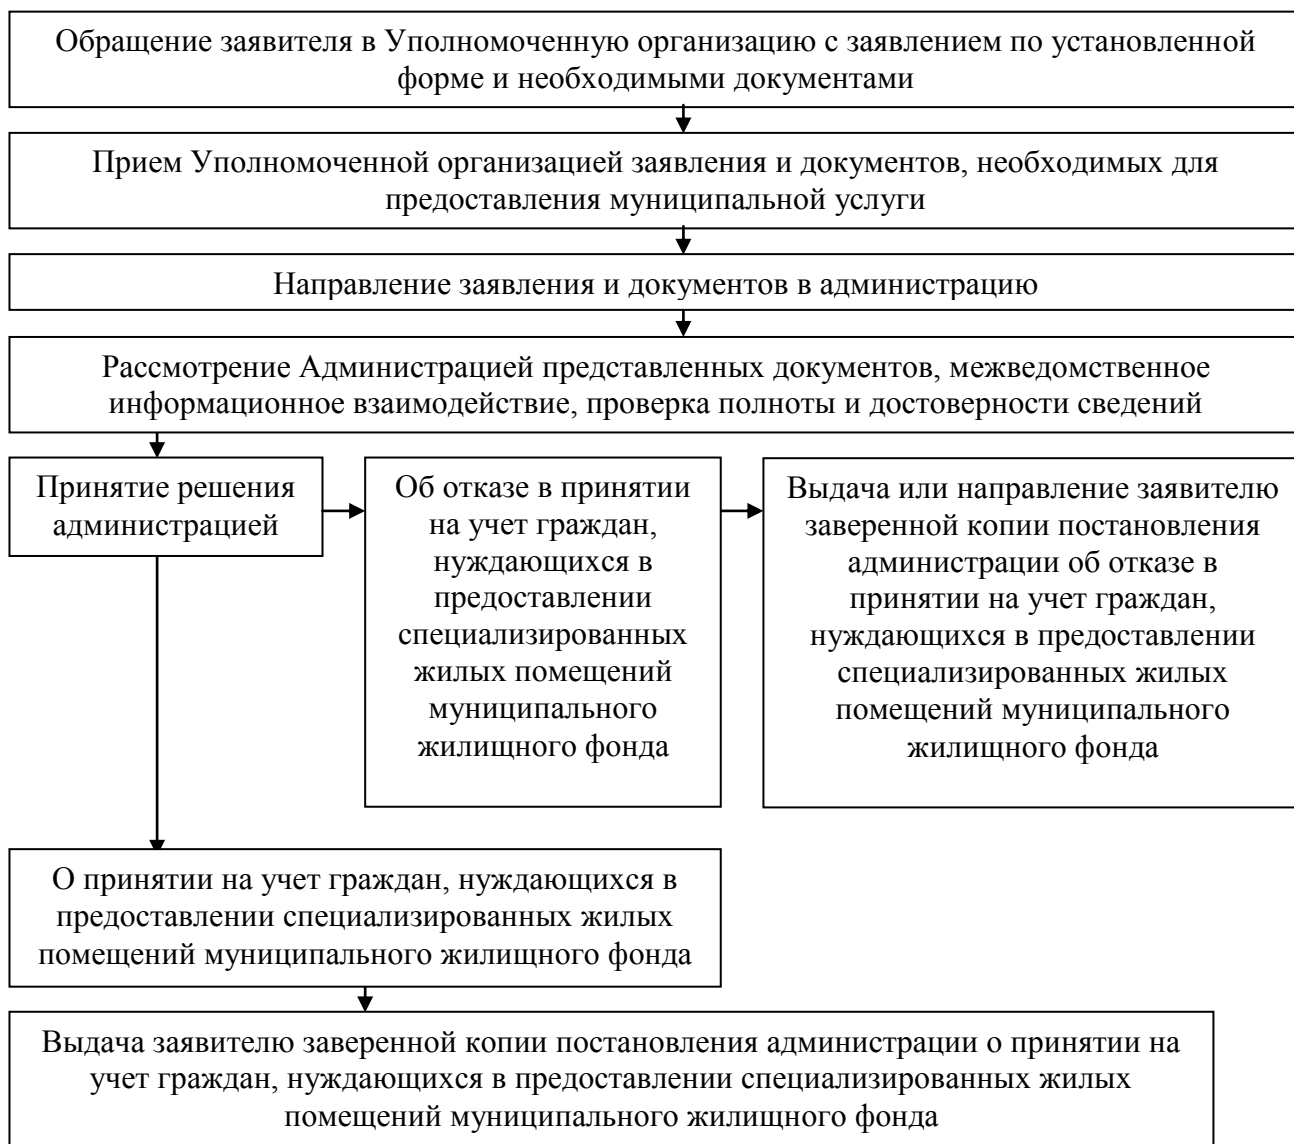 Обращение заявителя в Уполномоченную организацию с заявлением по установленной
форме и необходимыми документами
Прием Уполномоченной организацией заявления и документов, необходимых для
предоставления муниципальной услуги
Направление заявления и документов в администрацию
Рассмотрение Администрацией представленных документов, межведомственное
информационное взаимодействие, проверка полноты и достоверности сведений
Принятие решения
администрацией
Об отказе в принятии
на учет граждан,
нуждающихся в
предоставлении
специализированных
жилых помещений
муниципального
жилищного фонда
Выдача или направление заявителю
заверенной копии постановления
администрации об отказе в
принятии на учет граждан,
нуждающихся в предоставлении
специализированных жилых
помещений муниципального
жилищного фонда
О принятии на учет граждан, нуждающихся в
предоставлении специализированных жилых
помещений муниципального жилищного фонда
Выдача заявителю заверенной копии постановления администрации о принятии на
учет граждан, нуждающихся в предоставлении специализированных жилых
помещений муниципального жилищного фонда